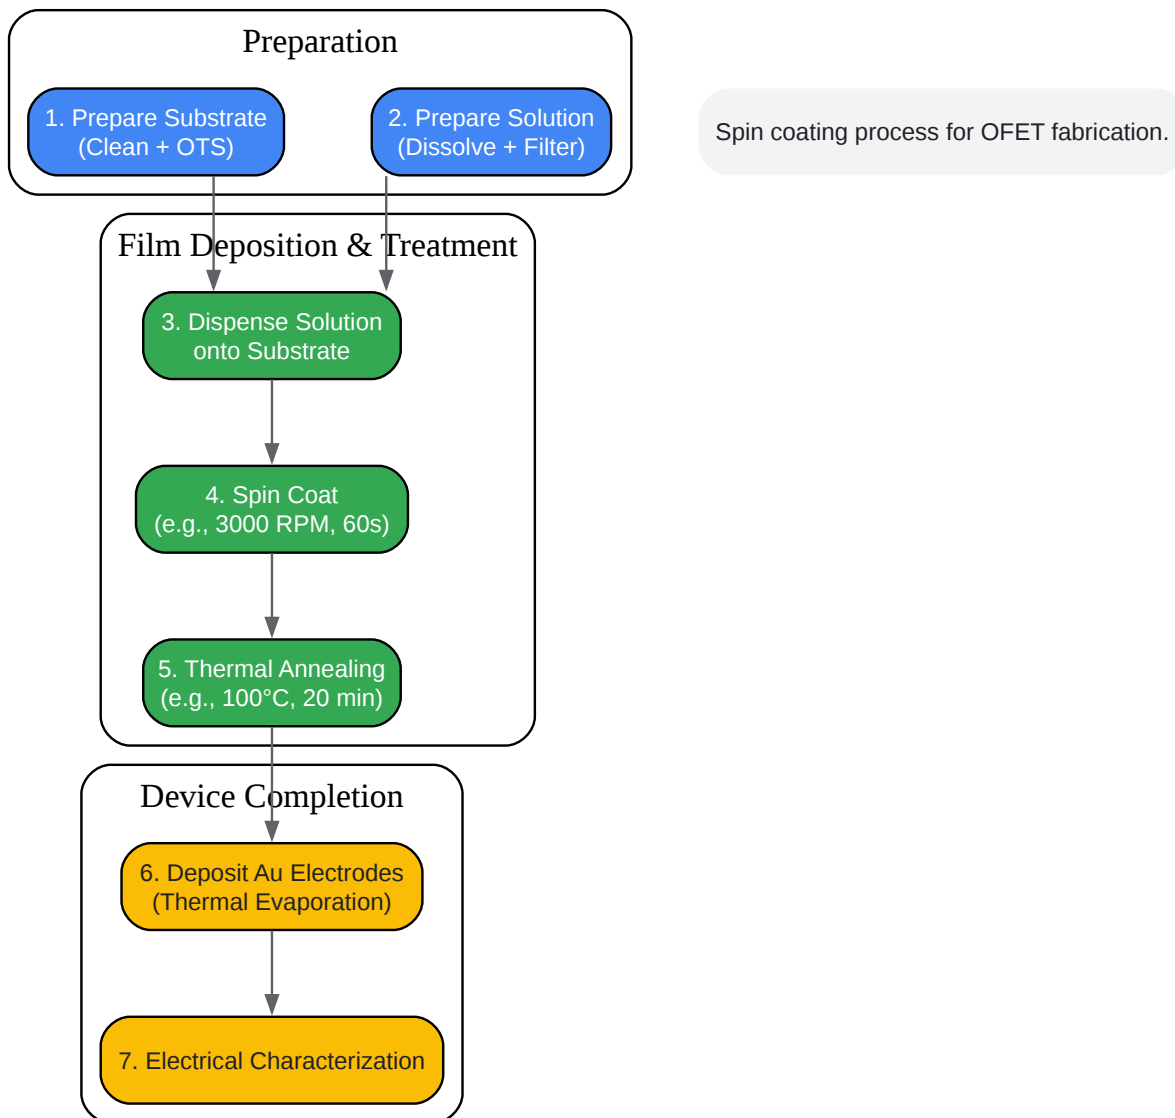 Preparation
1. Prepare Substrate
(Clean + OTS)
2. Prepare Solution
(Dissolve + Filter)
Spin coating process for OFET fabrication.
Film Deposition & Treatment
3. Dispense Solution
onto Substrate
4. Spin Coat
(e.g., 3000 RPM, 60s)
5. Thermal Annealing
(e.g., 100°C, 20 min)
Device Completion
6. Deposit Au Electrodes
(Thermal Evaporation)
7. Electrical Characterization